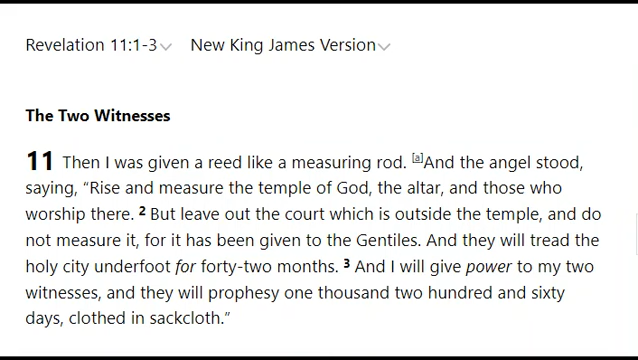 Revelation 11:1-3 New King James Version
The Two Witnesses
11 Then I was given a reed like a measuring rod. [a]And the angel stood,
saying, “Rise and measure the temple of God, the altar, and those who
worship there. 2 But leave out the court which is outside the temple, and do
not measure it, for it has been given to the Gentiles. And they will tread the
holy city underfoot for forty-two months. 3 And I will give power to my two
witnesses, and they will prophesy one thousand two hundred and sixty
days, clothed in sackcloth.”